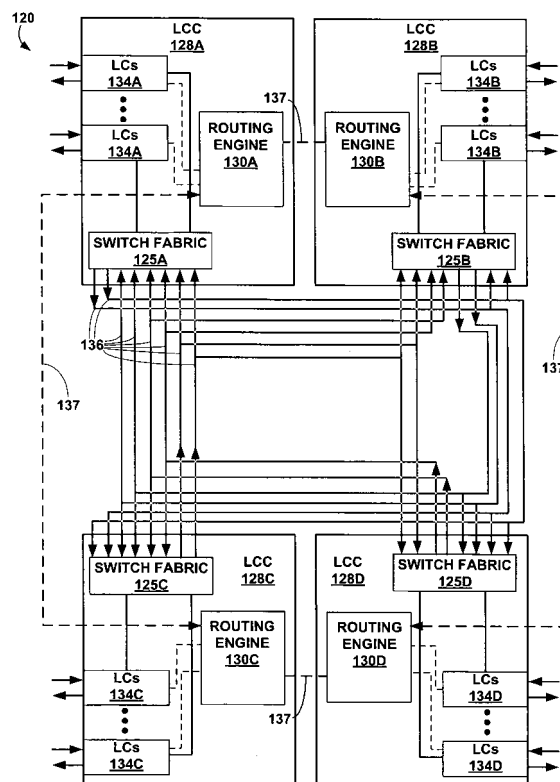 120
LCC
128A
LCs
134A
LCs
134A
ROUTING
ENGINE
130A
SWITCH FABRIC
125A
137
LCC
128B
LCs
134B
LCs
134B
ROUTING
ENGINE
130B
SWITCH FABRIC
125B
136
137
137
SWITCH FABRIC
125C
LCC
128C
ROUTING
ENGINE
130C
LCs
134C
LCs
134C
137
SWITCH FABRIC
125D
LCC
128D
ROUTING
ENGINE
130D
LCs
134D
LCs
134D